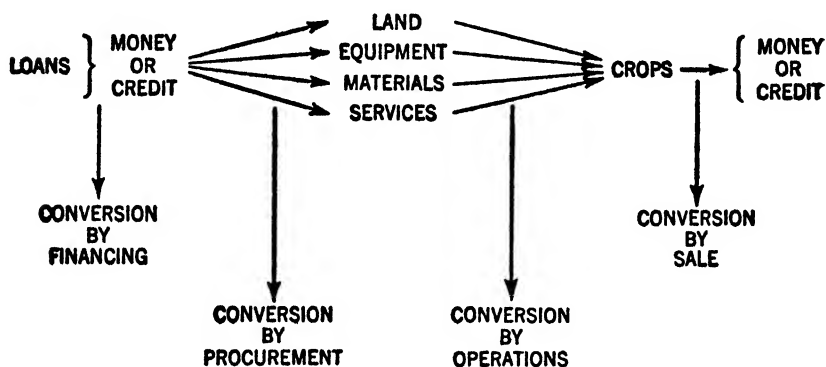 LOANS
MONEY
OR
CREDIT
LAND
EQUIPMENT
MATERIALS
SERVICES
CROPS
MONEY
OR
CREDIT
CONVERSION
BY
FINANCING
CONVERSION
BY
PROCUREMENT
CONVERSION
BY
OPERATIONS
CONVERSION
BY
SALE